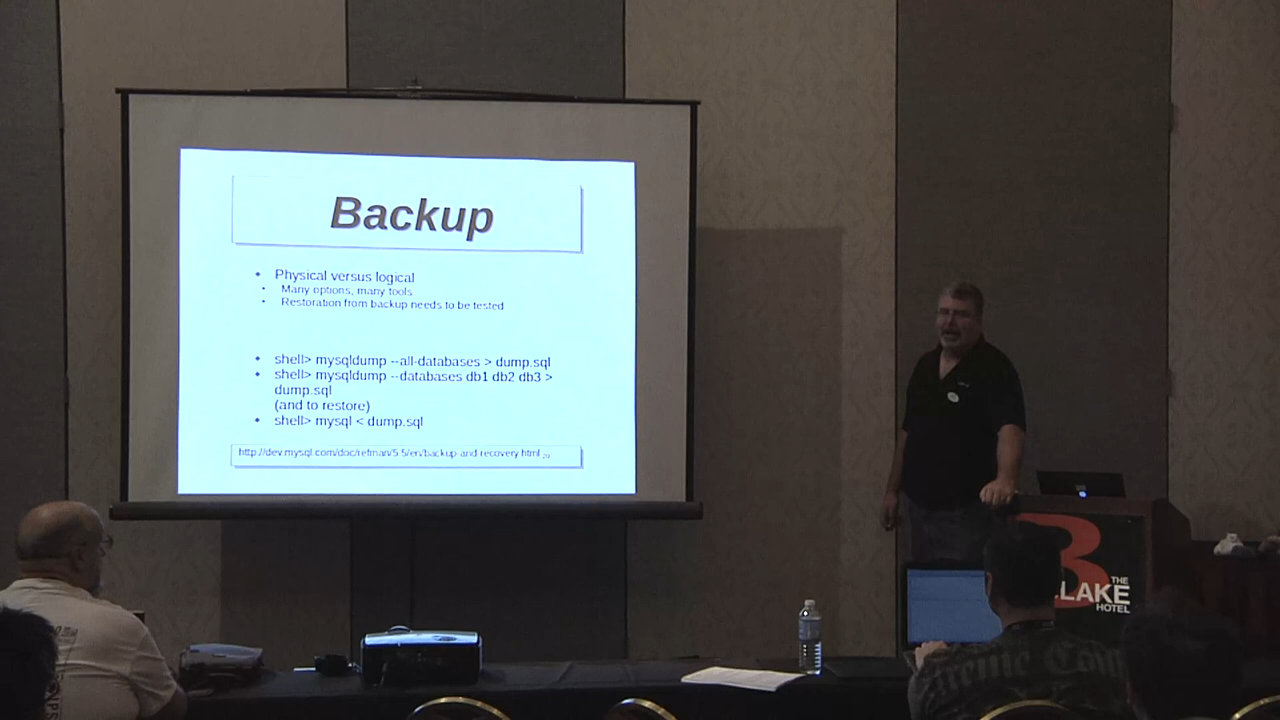 Backup
Physical versus logical
Many options, many tools
Restoration from backup needs to be tested
shell> mysqldump --all-databases > dump.sql
shell> mysqldump --databases db1 db2 db3 >
dump.sql
(and to restore)
shell> mysql < dump.sql
http://dev.mysql.com/doc/refman/5.5/en/backup-and-recovery.html
B
THE
LAKE
HOTEL